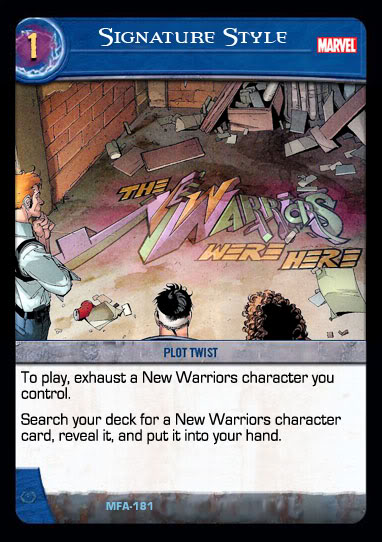 1
Signature Style
MARVEL
THE
NEW
WARRIORS
WERE HERE
PLOT TWIST
To play, exhaust a New Warriors character you
control.
Search your deck for a New Warriors character
card, reveal it, and put it into your hand.
MFA-181